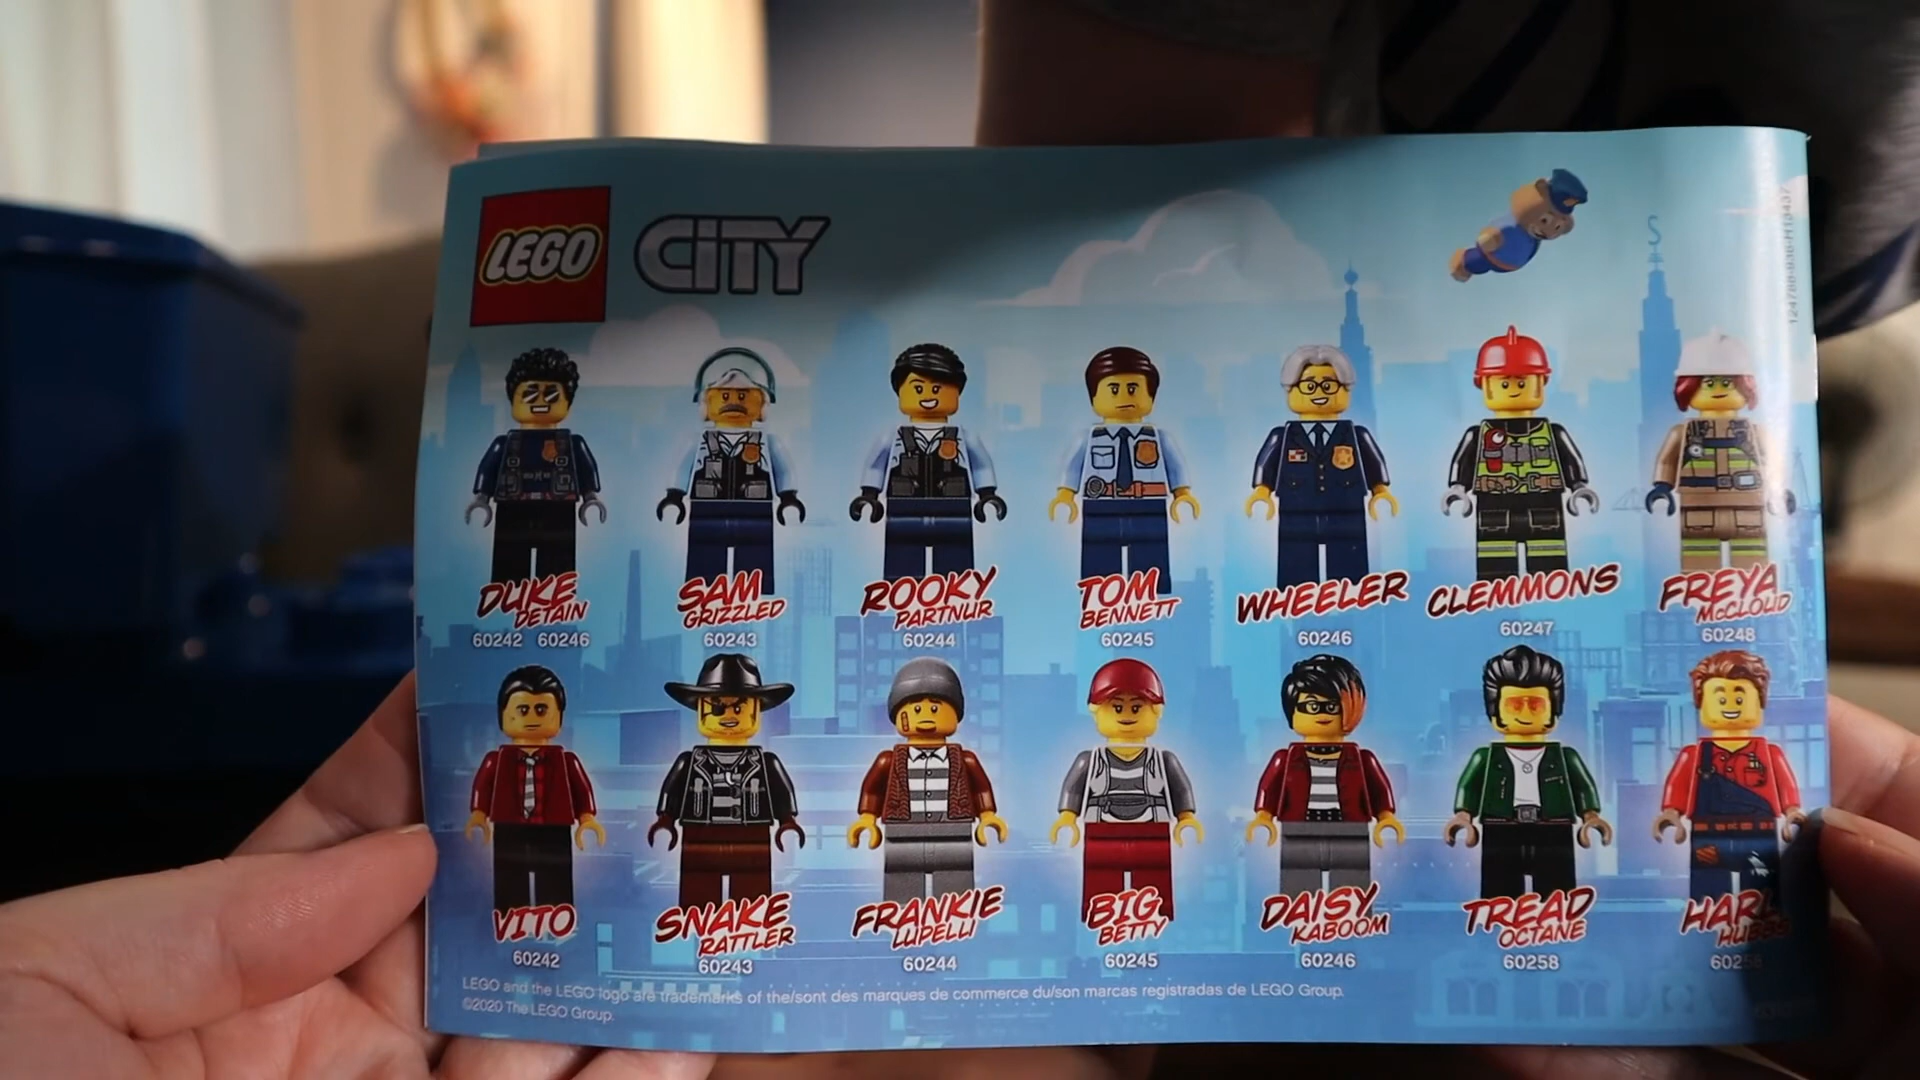 LEGO CITY
DUKE
DETAIN
60242 60246
SAM
GRIZZLED
60243
ROOKY
PARTNUR
60244
TOM
BENNETT
60245
WHEELER
60246
CLEMMONS
60247
FREYA
McCLOUD
60248
VITO
60242
SNAKE
RATTLER
60243
FRANKIE
LUPELLI
60244
BIG
BETTY
60245
DAISY
KABOOM
60246
TREAD
OCTANE
60258
HUBBS
LEGO and the LEGO logo are trademarks of the/sont des marques de commerce du/son marcas registradas de LEGO Group.
©2020 The LEGO Group.